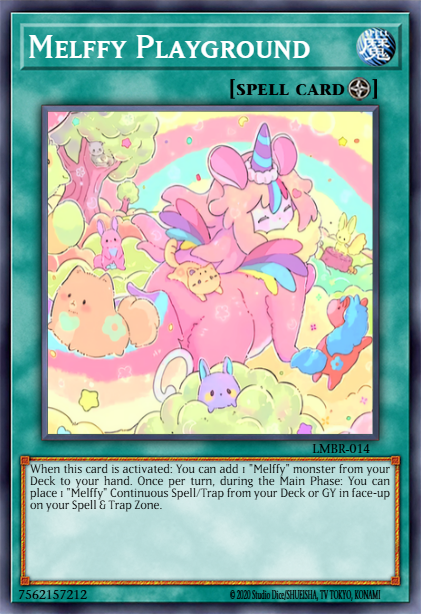 MELFFY PLAYGROUND
魔
[SPELL CARD]
LMBR-014
When this card is activated: You can add 1 "Melffy" monster from your
Deck to your hand. Once per turn, during the Main Phase: You can
place 1 "Melffy" Continuous Spell/Trap from your Deck or GY in face-up
on your Spell & Trap Zone.
7562157212
©2020 Studio Dice/SHUEISHA, TV TOKYO, KONAMI